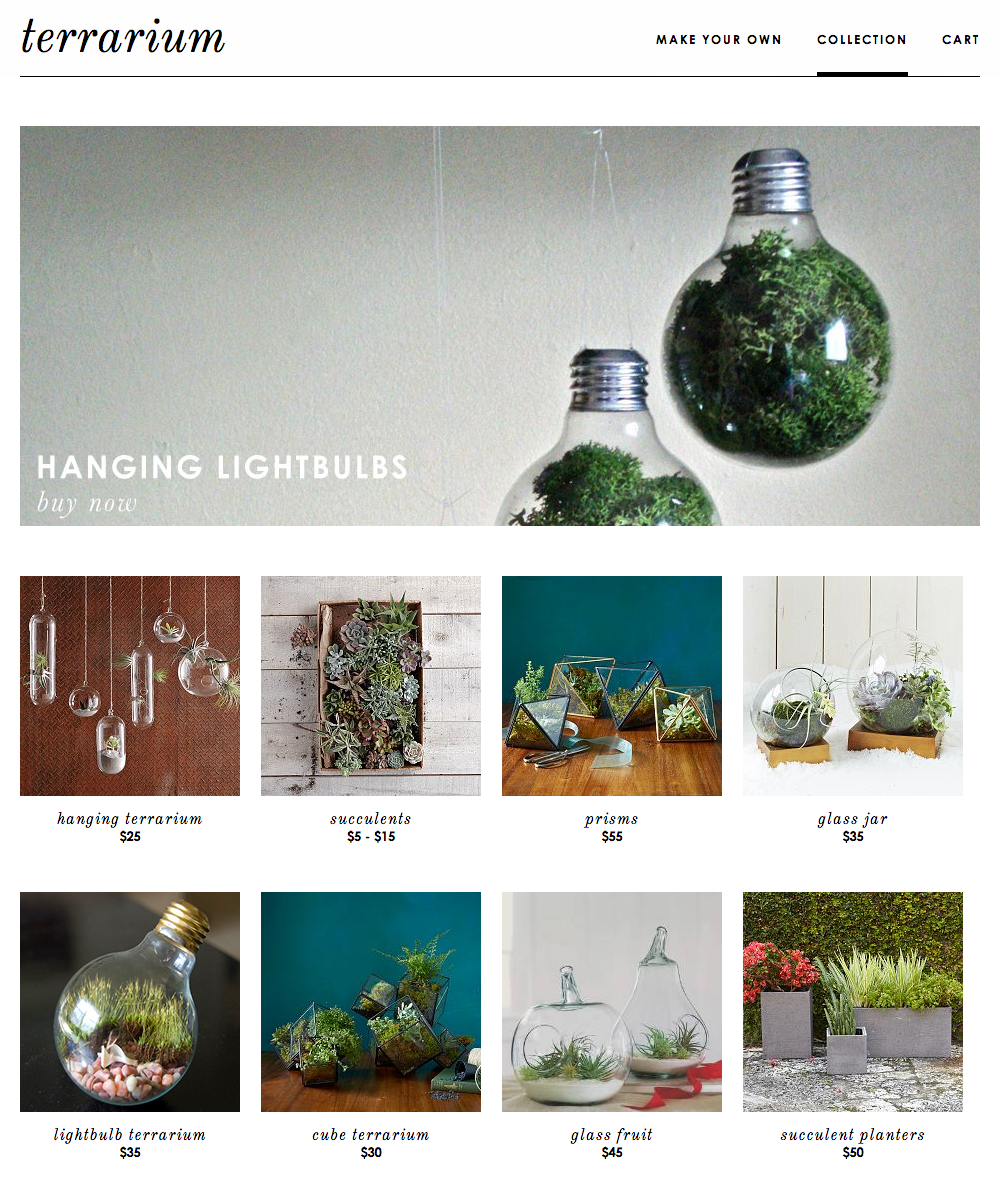 terrarium
MAKE YOUR OWN COLLECTION CART
HANGING LIGHTBULBS
buy now
hanging terrarium
$25
succulents
$5 - $15
prisms
$55
glass jar
$35
lightbulb terrarium
$35
cube terrarium
$30
glass fruit
$45
succulent planters
$50